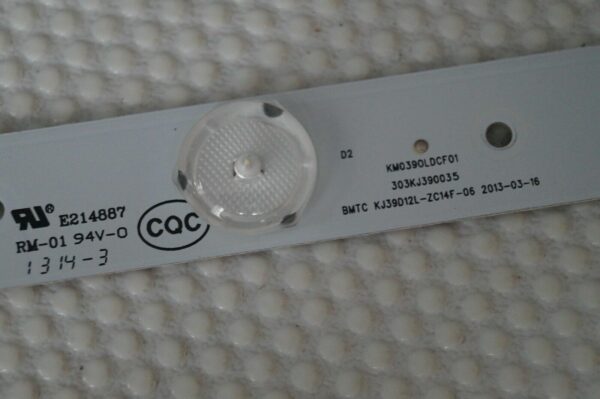 E214887
RM-01 94V-0
1314-3
CQC
D2
KM0390LDCF01
303KJ390035
BMTC KJ39D12L-ZC14F-06 2013-03-16